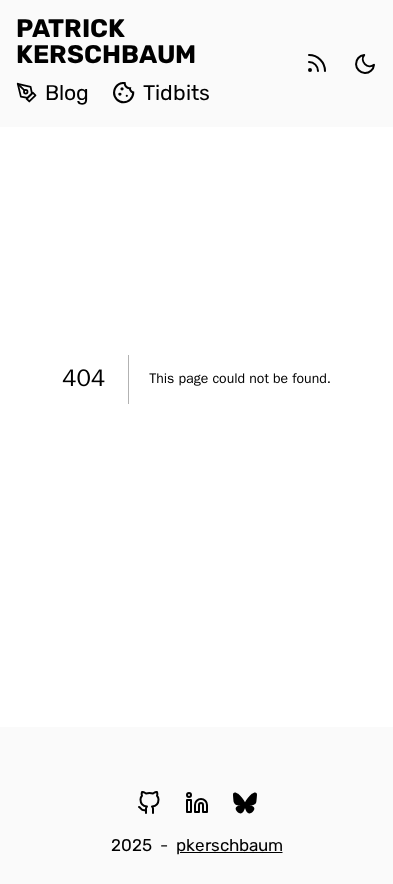 PATRICK
KERSCHBAUM
Blog Tidbits
404 This page could not be found.
2025 - pkerschbaum